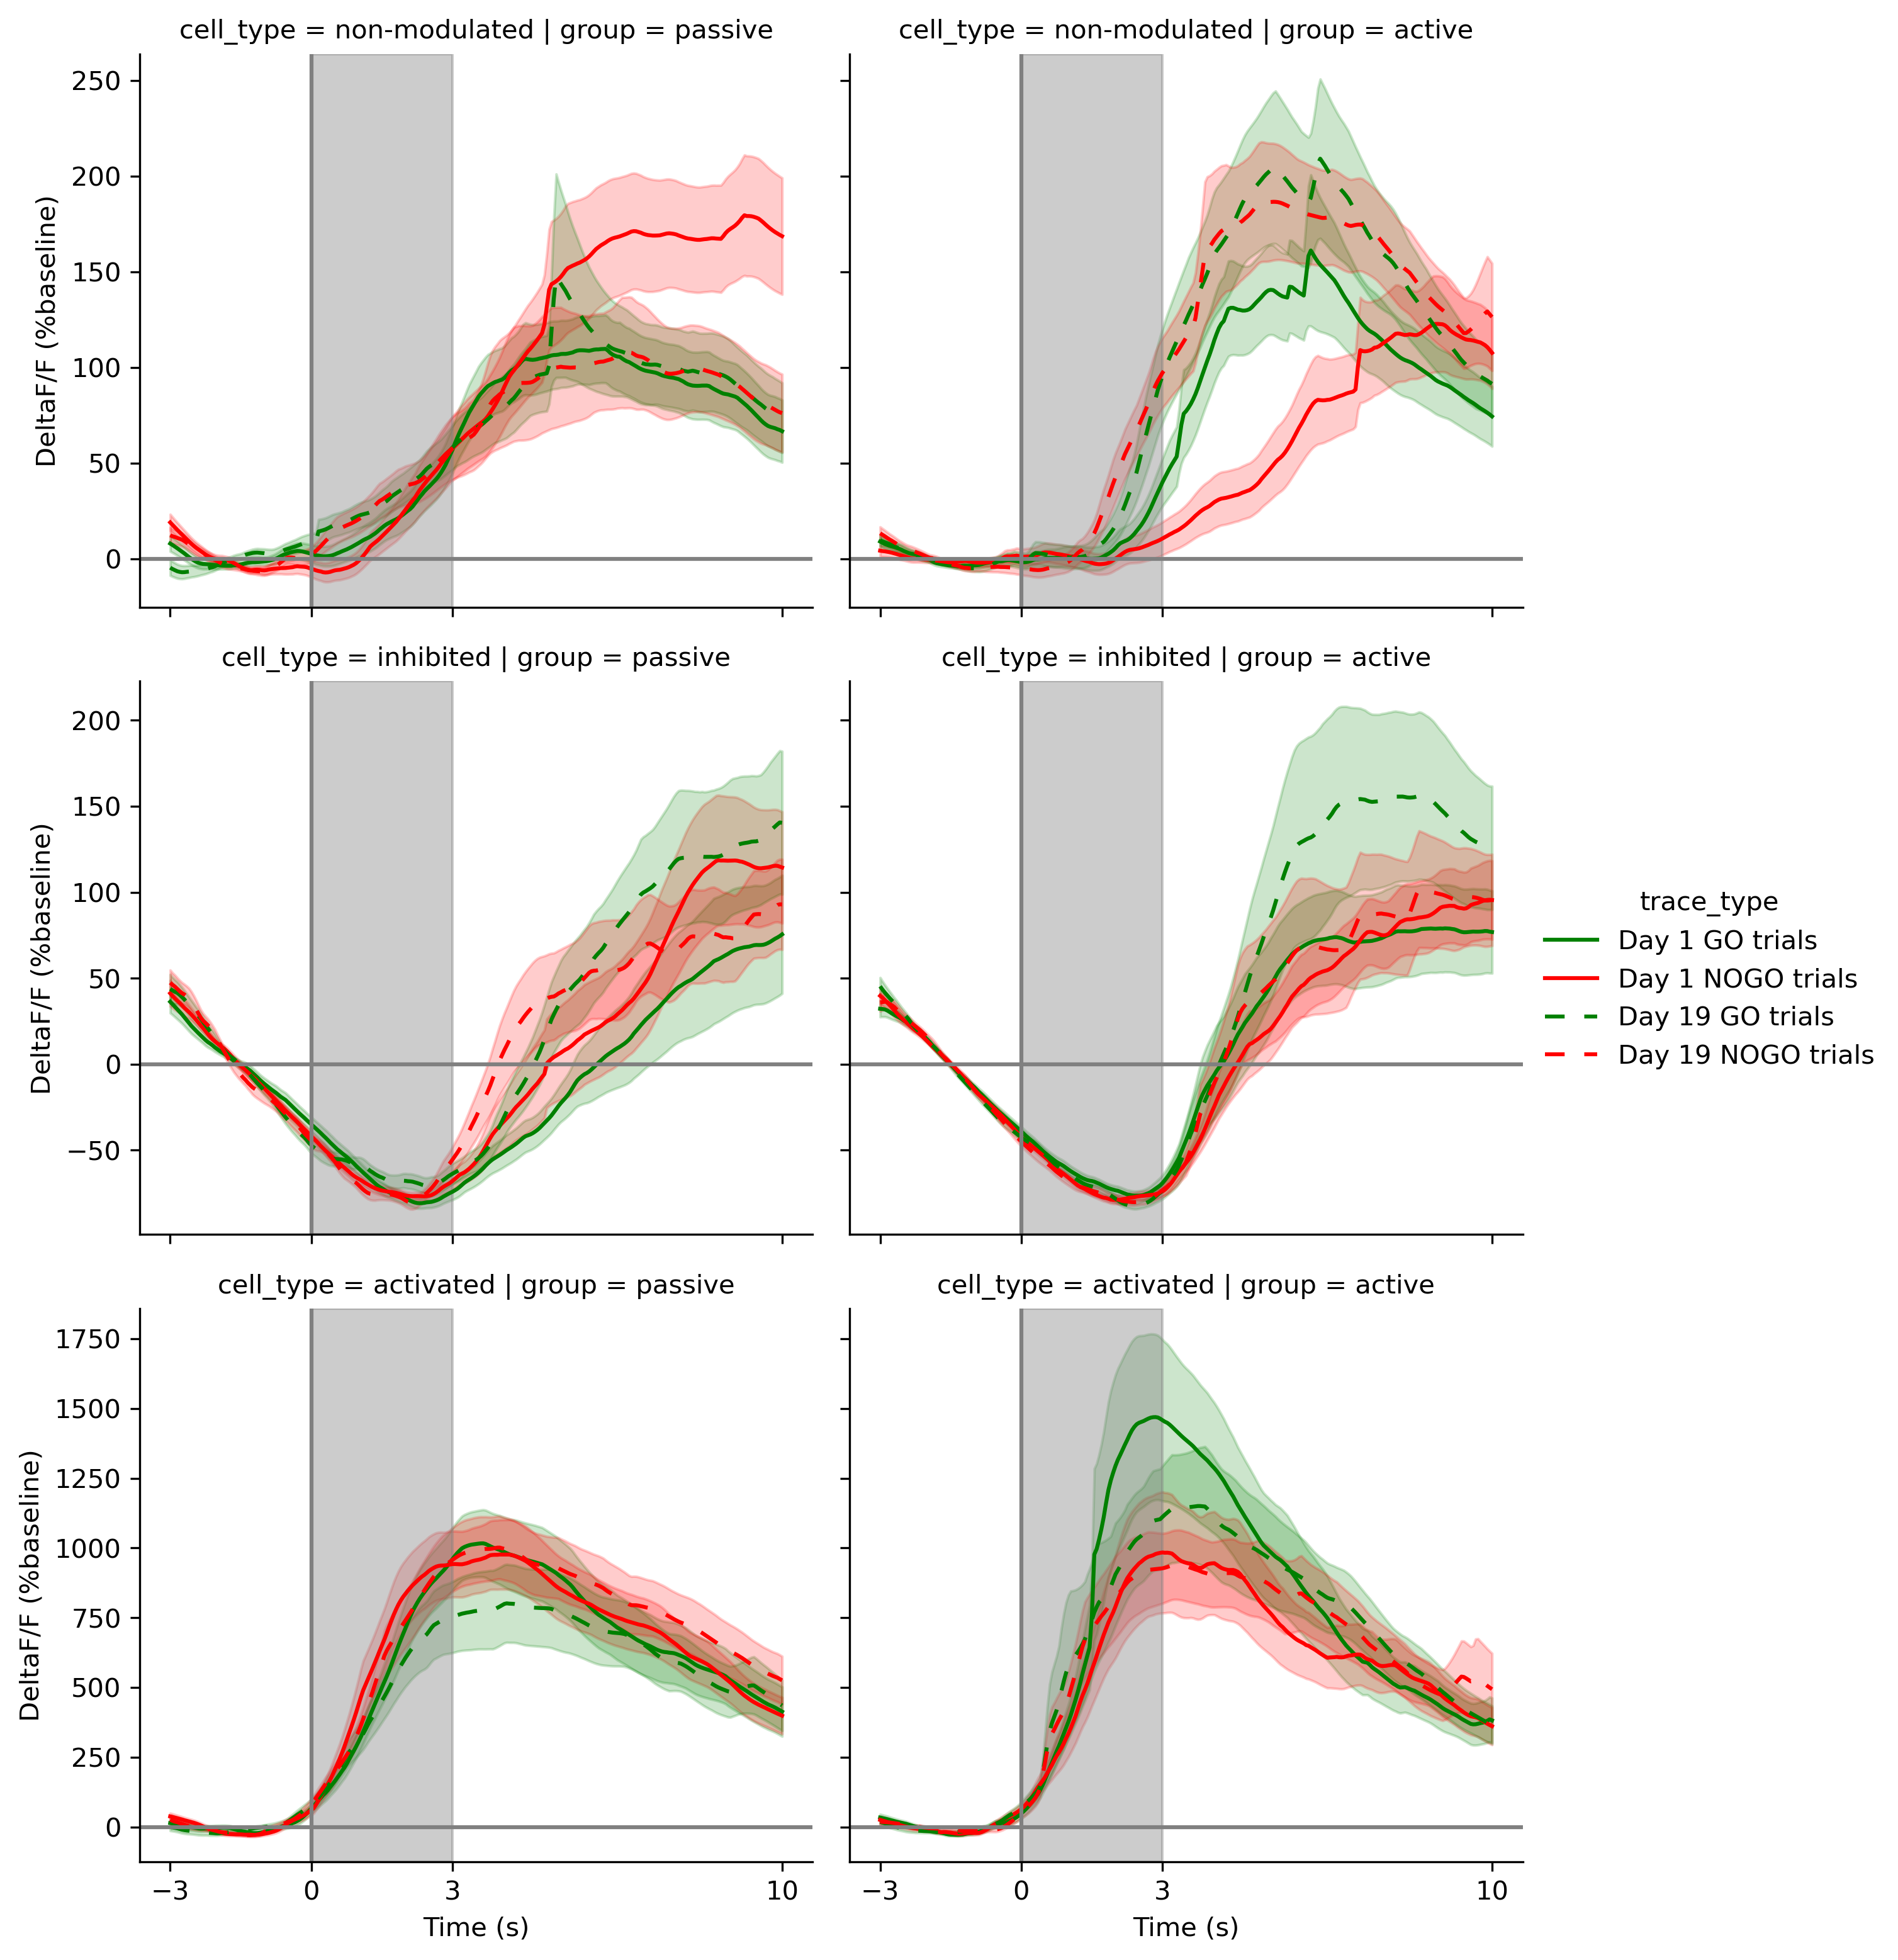 cell_type = non-modulated | group = passive
cell_type = non-modulated | group = active
DeltaF/F (%baseline)
250
200
150
100
50
0
cell_type = inhibited | group = passive
cell_type = inhibited | group = active
DeltaF/F (%baseline)
200
150
100
50
0
−50
trace_type
Day 1 GO trials
Day 1 NOGO trials
Day 19 GO trials
Day 19 NOGO trials
cell_type = activated | group = passive
cell_type = activated | group = active
DeltaF/F (%baseline)
1750
1500
1250
1000
750
500
250
0
−3 0 3 10
−3 0 3 10
Time (s)
Time (s)